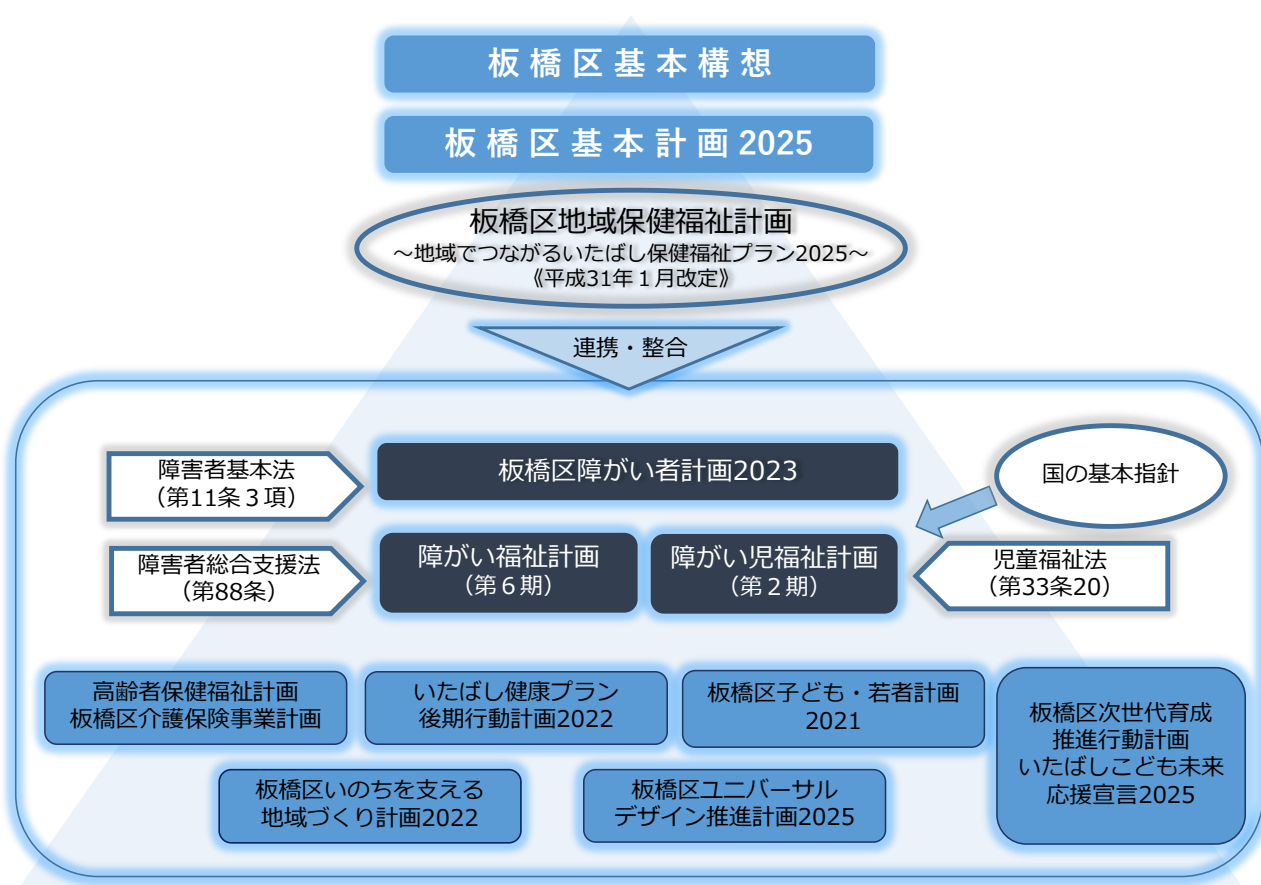 板橋区基本構想
板橋区基本計画2025
板橋区地域保健福祉計画
～地域でつながるいたばし保健福祉プラン2025～
《平成31年１月改定》
連携・整合
障害者基本法
（第11条３項）
板橋区障がい者計画2023
国の基本指針
障害者総合支援法
（第88条）
障がい福祉計画
（第６期）
障がい児福祉計画
（第２期）
児童福祉法
（第33条20）
高齢者保健福祉計画
板橋区介護保険事業計画
いたばし健康プラン
後期行動計画2022
板橋区子ども・若者計画
2021
板橋区次世代育成
推進行動計画
いたばしこども未来
応援宣言2025
板橋区いのちを支える
地域づくり計画2022
板橋区ユニバーサル
デザイン推進計画2025